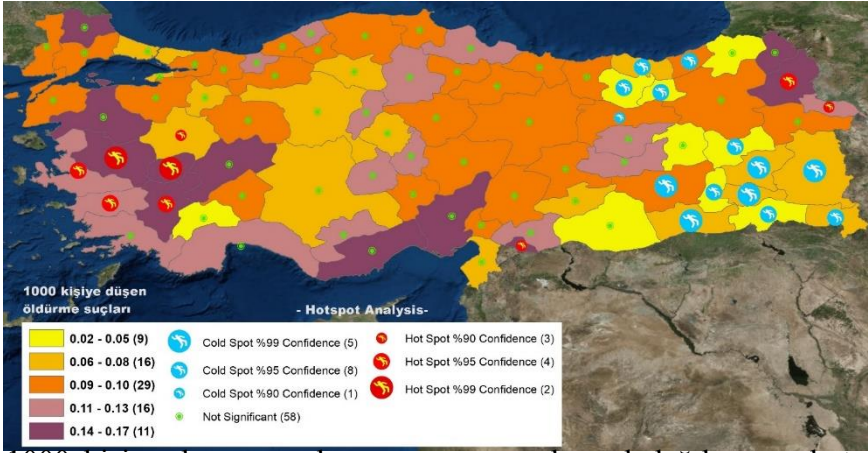 1000 kişiye düşen
öldürme suçları
- Hotspot Analysis-
0.02 - 0.05 (9)
0.06 - 0.08 (16)
0.09 - 0.10 (29)
0.11 - 0.13 (16)
0.14 - 0.17 (11)
Cold Spot %99 Confidence (5)
Cold Spot %95 Confidence (8)
Cold Spot %90 Confidence (1)
Not Significant (58)
Hot Spot %90 Confidence (3)
Hot Spot %95 Confidence (4)
Hot Spot %99 Confidence (2)